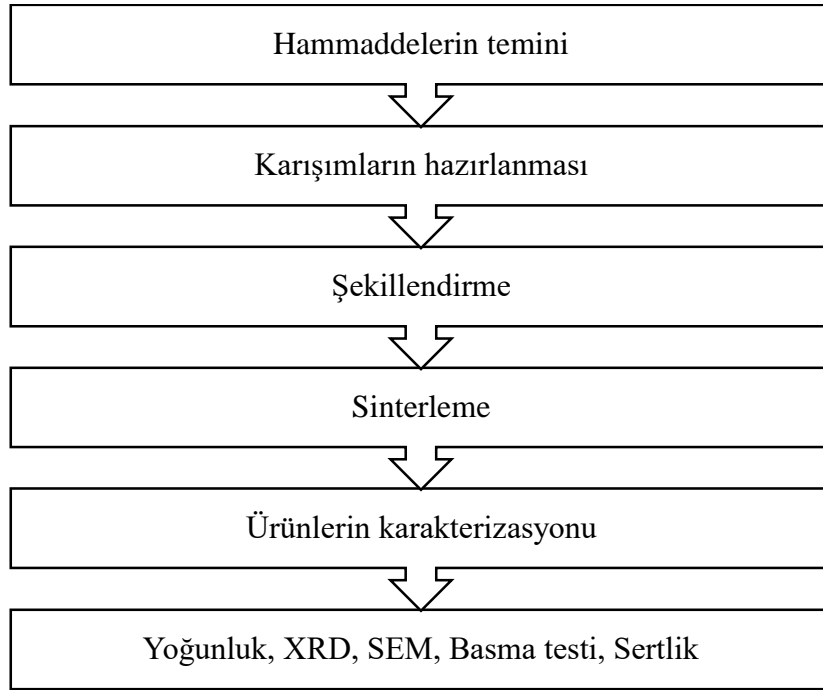 Hammaddelerin temini
Karışımların hazırlanması
Şekillendirme
Sinterleme
Ürünlerin karakterizasyonu
Yoğunluk, XRD, SEM, Basma testi, Sertlik